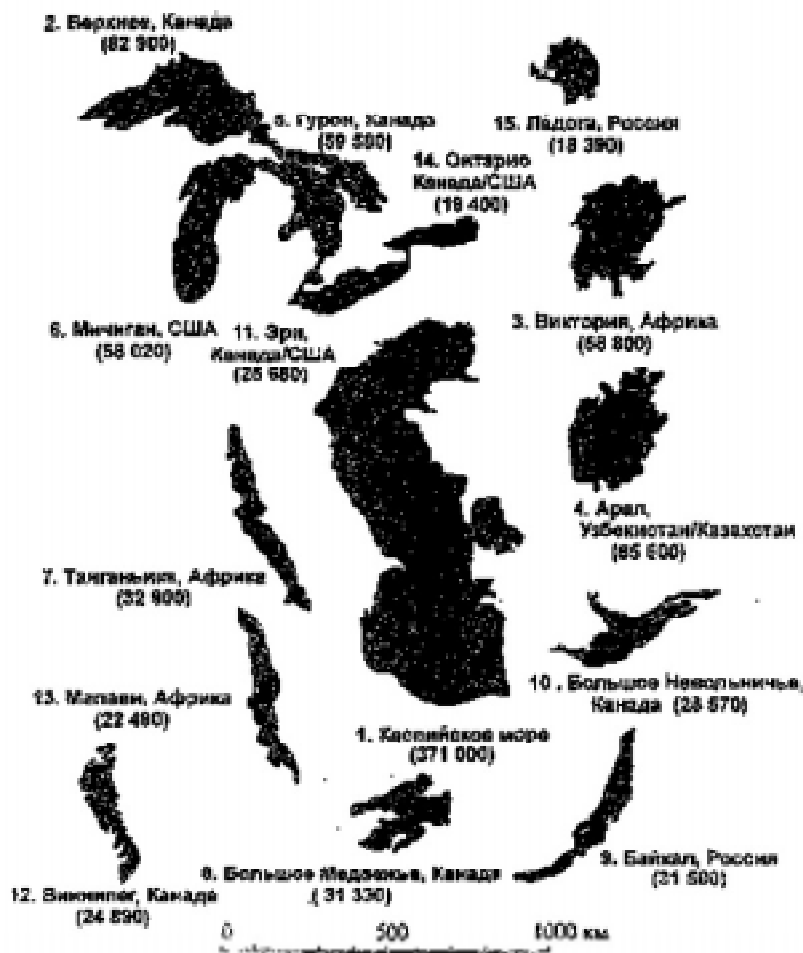 2. Верхнее, Канада
(82 900)
5. Гурон, Канада
(59 580)
15. Ладога, Россия
(18 390)
14. Онтарио
Канада/США
(19 400)
6. Мичиган, США
(58 020)
11. Эри,
Канада/США
(25 680)
3. Виктория, Африка
(68 800)
4. Арал,
Узбекистан/Казахстан
(65 600)
7. Танганьика, Африка
(32 900)
10 . Большое Невольничье,
Канада (28 570)
13. Малави, Африка
(22 490)
1. Каспийское море
(371 000)
9. Байкал, Россия
(31 500)
8. Большое Медвежье, Канада
(31 330)
12. Виннипег, Канада
(24 890)
0 500 1000 км